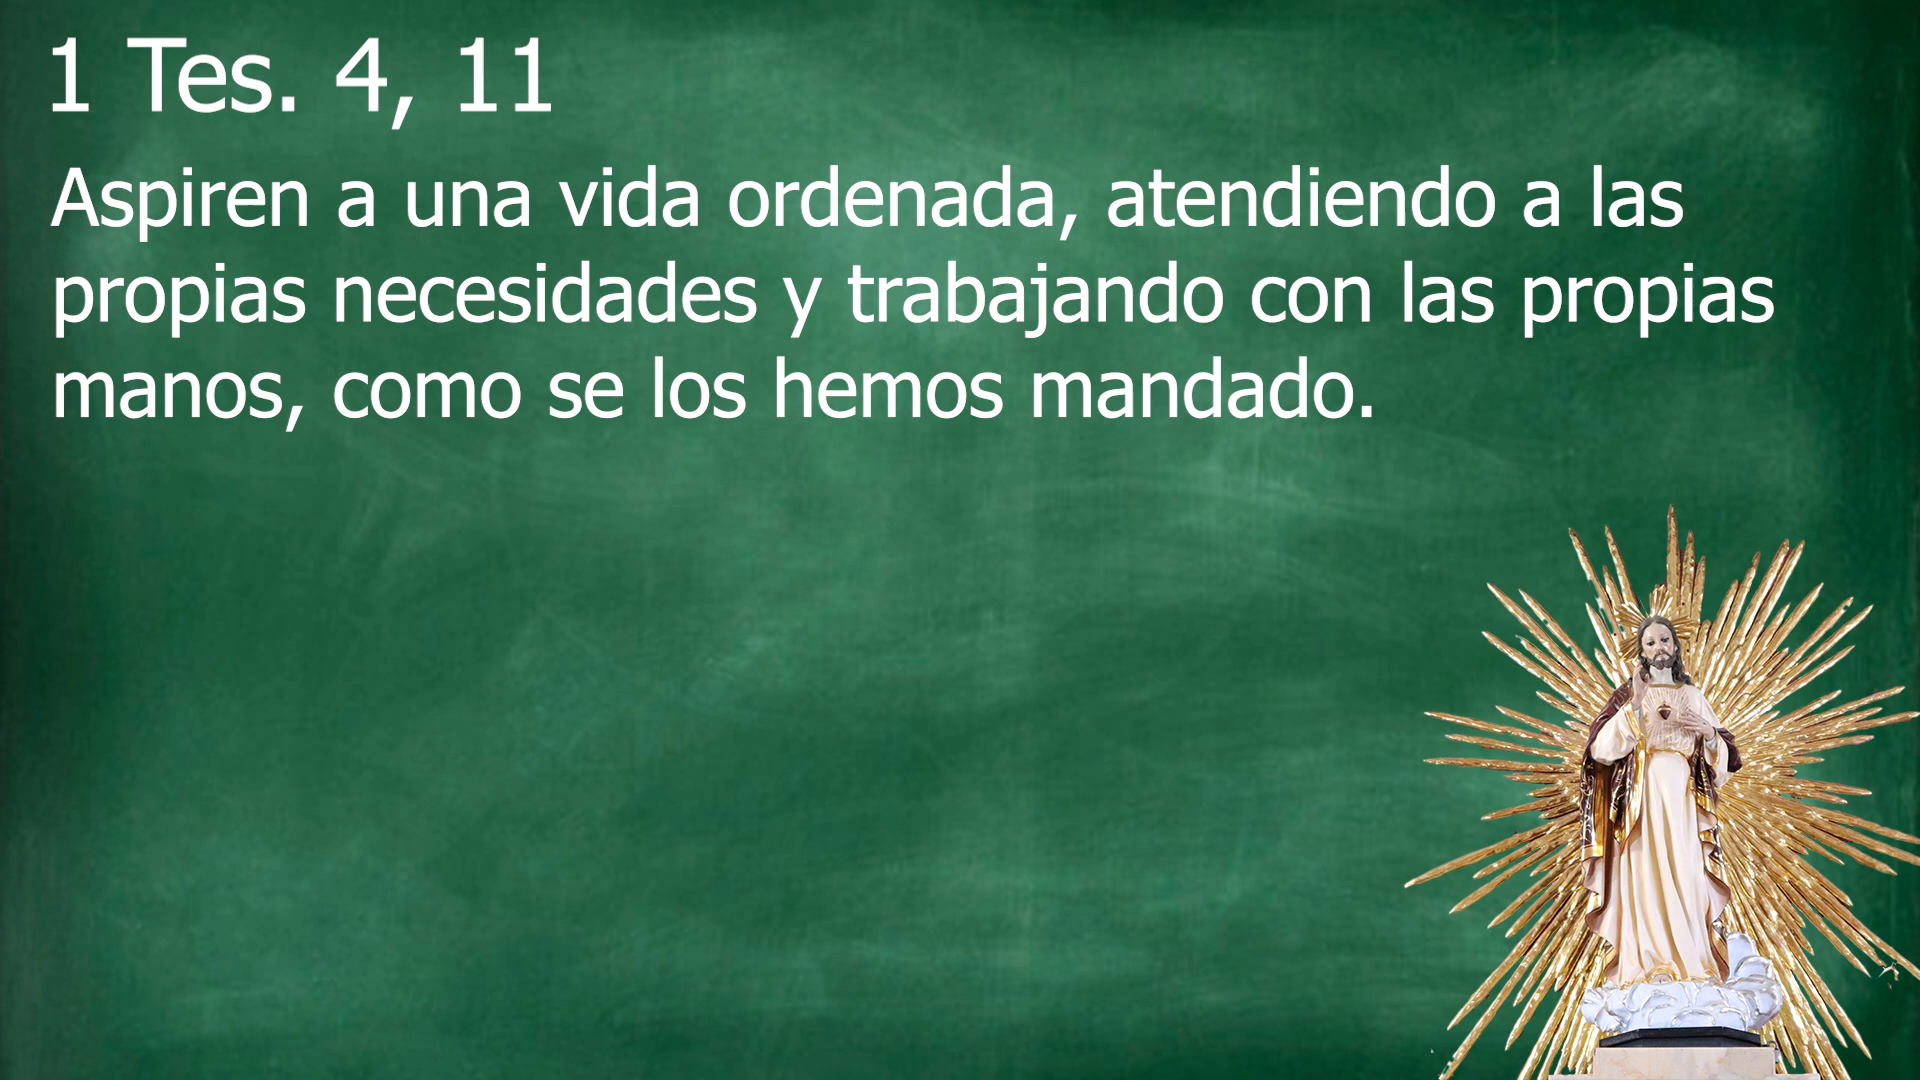 1 Tes. 4, 11
Aspiren a una vida ordenada, atendiendo a las
propias necesidades y trabajando con las propias
manos, como se los hemos mandado.